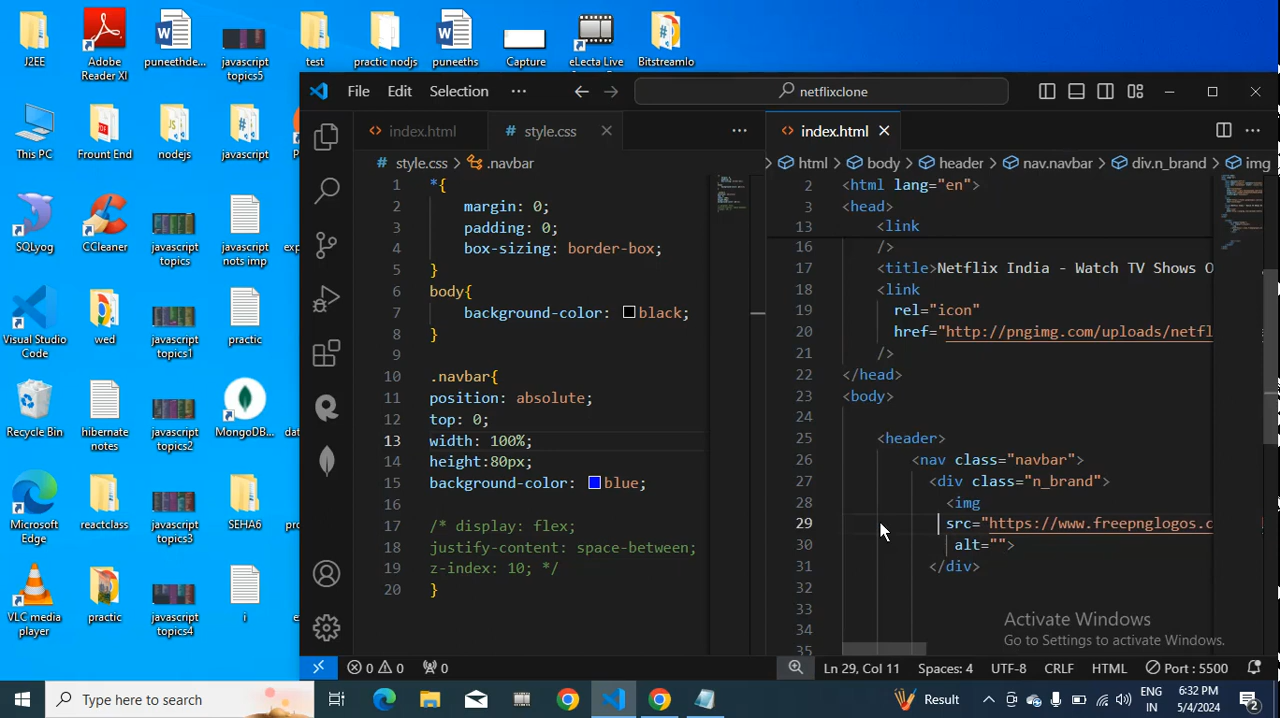 J2EE
Adobe
Reader XI
puneethde...
javascript
topics5
test
practic nodjs
puneeths
Capture
eLecta Live
Bitstreamlo
This PC
Frount End
nodejs
javascript
SQLyog
CCleaner
javascript
topics
javascript
nots imp
Visual Studio
Code
wed
javascript
topics1
practic
Recycle Bin
hibernate
notes
javascript
topics2
MongoDB...
Microsoft
Edge
reactclass
javascript
topics3
SEHA6
VLC media
player
practic
javascript
topics4
i
File Edit Selection ··· netflixclone
index.html style.css ···
style.css > .navbar
1 *{
2 margin: 0;
3 padding: 0;
4 box-sizing: border-box;
5 }
6 body{
7 background-color: black;
8 }
9
10 .navbar{
11 position: absolute;
12 top: 0;
13 width: 100%;
14 height:80px;
15 background-color: blue;
16
17 /* display: flex;
18 justify-content: space-between;
19 z-index: 10; */
20 }
index.html ···
html > body > header > nav.navbar > div.n_brand > img
2 <html lang="en">
3 <head>
13 <link
16 />
17 <title>Netflix India - Watch TV Shows O
18 <link
19 rel="icon"
20 href="http://pngimg.com/uploads/netfl
21 />
22 </head>
23 <body>
24
25 <header>
26 <nav class="navbar">
27 <div class="n_brand">
28 <img
29 src="https://www.freepnglogos.c
30 alt="">
31 </div>
32
33
34
35
Activate Windows
Go to Settings to activate Windows.
0 0 0 Ln 29, Col 11 Spaces: 4 UTF-8 CRLF HTML Port : 5500
Type here to search
Result
ENG
IN
5:32 PM
5/4/2024
2